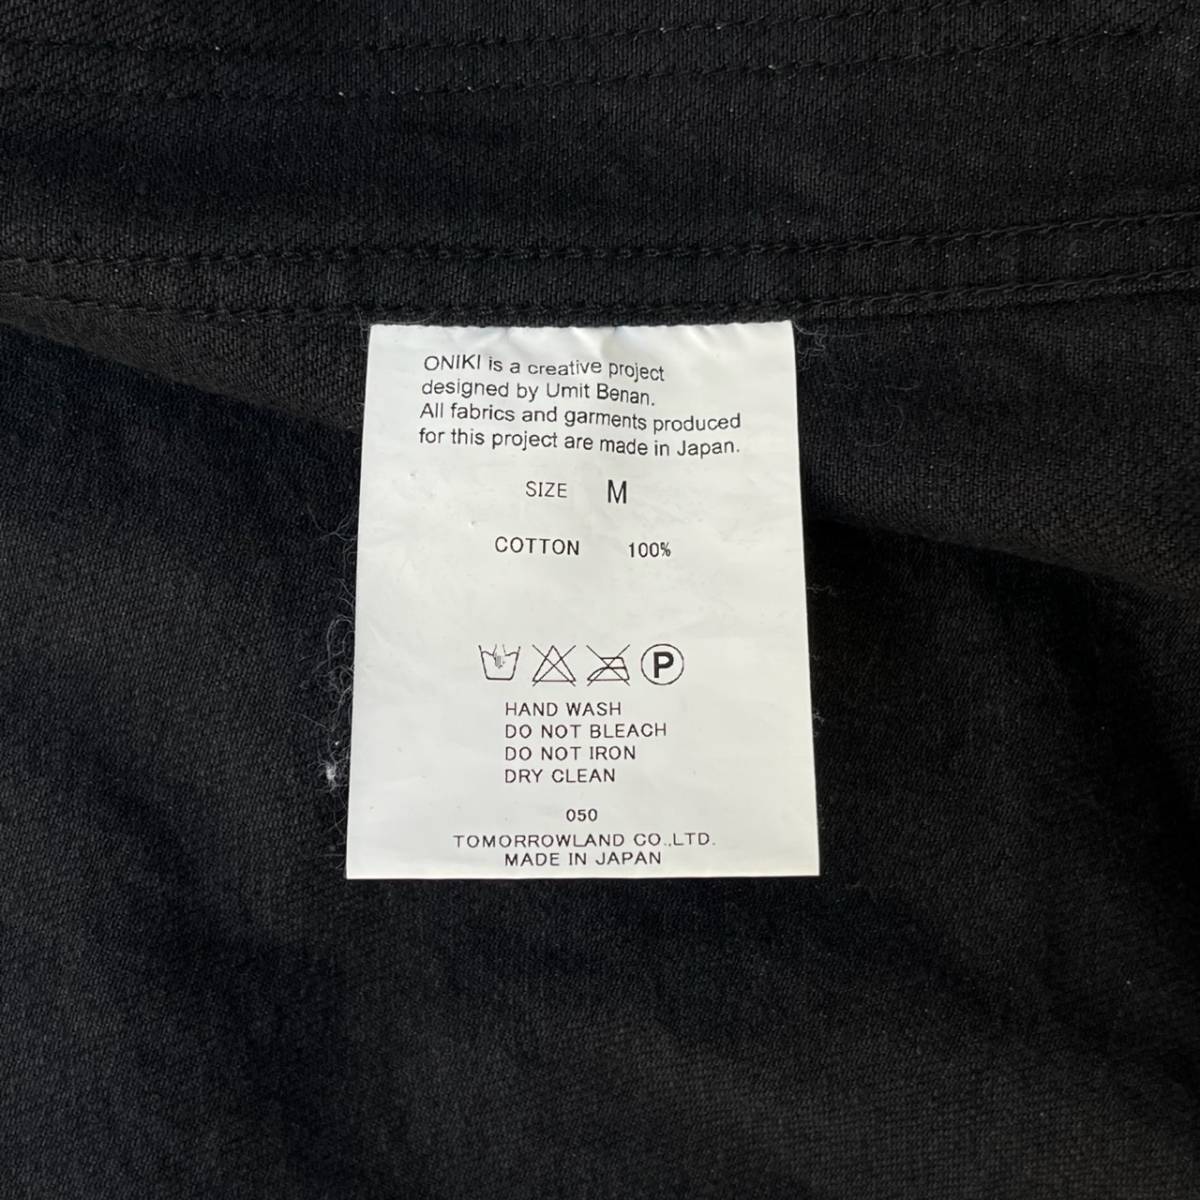 ONIKI is a creative project
designed by Umit Benan.
All fabrics and garments produced
for this project are made in Japan.
SIZE M
COTTON 100%
P
HAND WASH
DO NOT BLEACH
DO NOT IRON
DRY CLEAN
050
TOMORROWLAND CO.,LTD.
MADE IN JAPAN